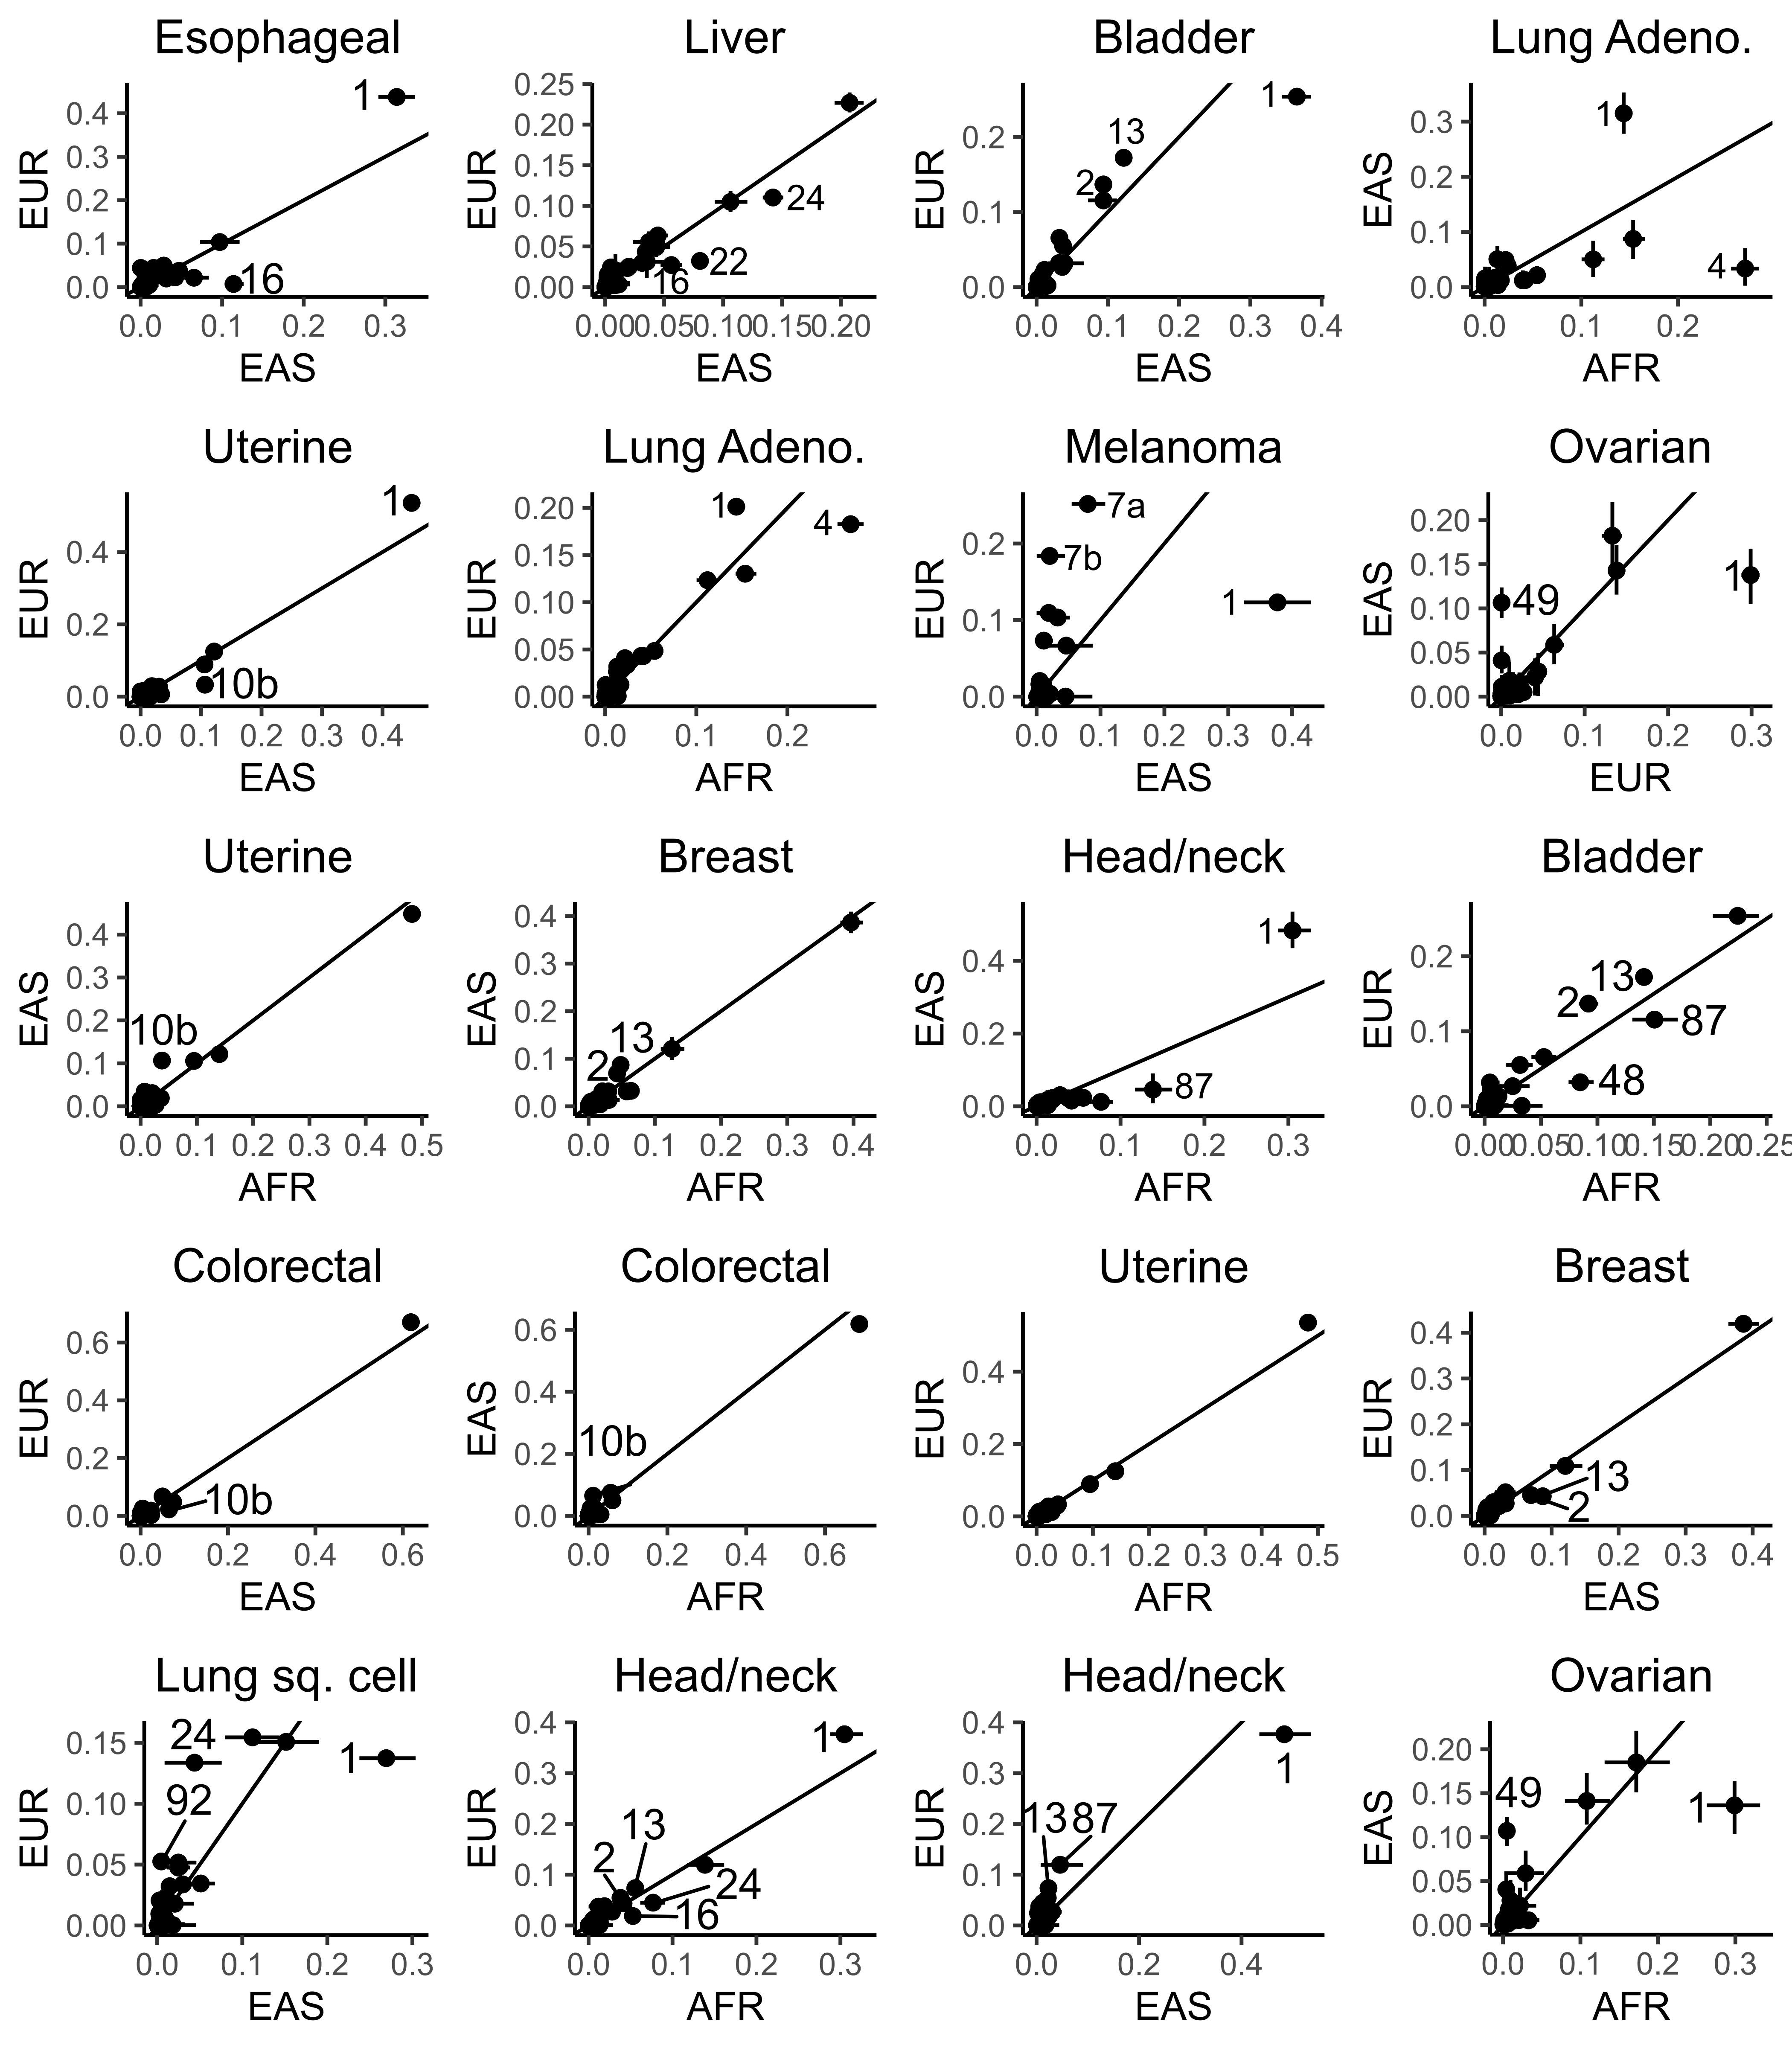 Esophageal Liver Bladder Lung Adeno.
EUR 0.4 0.3 0.2 0.1 0.0 1 16
0.0 0.1 0.2 0.3
EAS
EUR 0.25 0.20 0.15 0.10 0.05 0.00 24 22 16
0.00 0.05 0.10 0.15 0.20
EAS
EUR 0.2 0.1 0.0 1 13 2
0.0 0.1 0.2 0.3 0.4
EAS
EAS 0.3 0.2 0.1 0.0 1 4
0.0 0.1 0.2
AFR
Uterine Lung Adeno. Melanoma Ovarian
EUR 0.4 0.2 0.0 1 10b
0.0 0.1 0.2 0.3 0.4
EAS
EUR 0.20 0.15 0.10 0.05 0.00 1 4
0.0 0.1 0.2
AFR
EUR 0.2 0.1 0.0 7a 7b 1
0.0 0.1 0.2 0.3 0.4
EAS
EAS 0.20 0.15 0.10 0.05 0.00 49 1
0.0 0.1 0.2 0.3
EUR
Uterine Breast Head/neck Bladder
EAS 0.4 0.3 0.2 0.1 0.0 10b
0.0 0.1 0.2 0.3 0.4 0.5
AFR
EAS 0.4 0.3 0.2 0.1 0.0 13 2
0.0 0.1 0.2 0.3 0.4
AFR
EAS 0.4 0.2 0.0 1 87
0.0 0.1 0.2 0.3
AFR
EUR 0.2 0.1 0.0 13 2 87 48
0.00 0.05 0.10 0.15 0.20 0.25
AFR
Colorectal Colorectal Uterine Breast
EUR 0.6 0.4 0.2 0.0 10b
0.0 0.2 0.4 0.6
EAS
EAS 0.6 0.4 0.2 0.0 10b
0.0 0.2 0.4 0.6
AFR
EUR 0.4 0.2 0.0
0.0 0.1 0.2 0.3 0.4 0.5
AFR
EUR 0.4 0.3 0.2 0.1 0.0 13 2
0.0 0.1 0.2 0.3 0.4
EAS
Lung sq. cell Head/neck Head/neck Ovarian
EUR 0.15 0.10 0.05 0.00 24 1 92
0.0 0.1 0.2 0.3
EAS
EUR 0.4 0.3 0.2 0.1 0.0 1 13 2 24 16
0.0 0.1 0.2 0.3
AFR
EUR 0.4 0.3 0.2 0.1 0.0 1 13 87
0.0 0.2 0.4
EAS
EAS 0.20 0.15 0.10 0.05 0.00 49 1
0.0 0.1 0.2 0.3
AFR